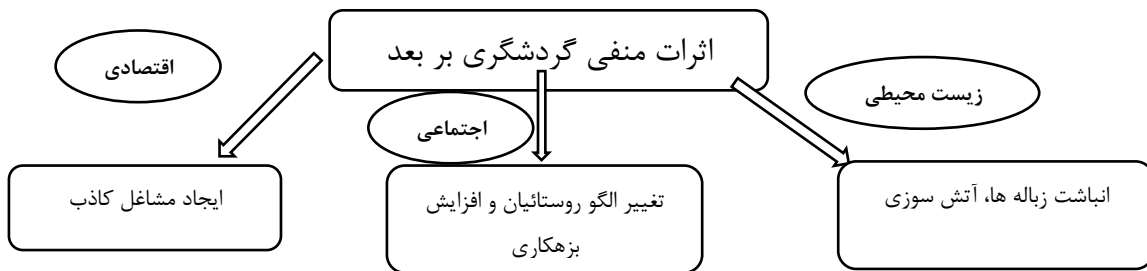 اثرات منفی گردشگری بر بعد
زیست محیطی
اجتماعی
اقتصادی
انباشت زباله ها، آتش سوزی
تغییر الگو روستائیان و افزایش
بزهکاری
ایجاد مشاغل کاذب